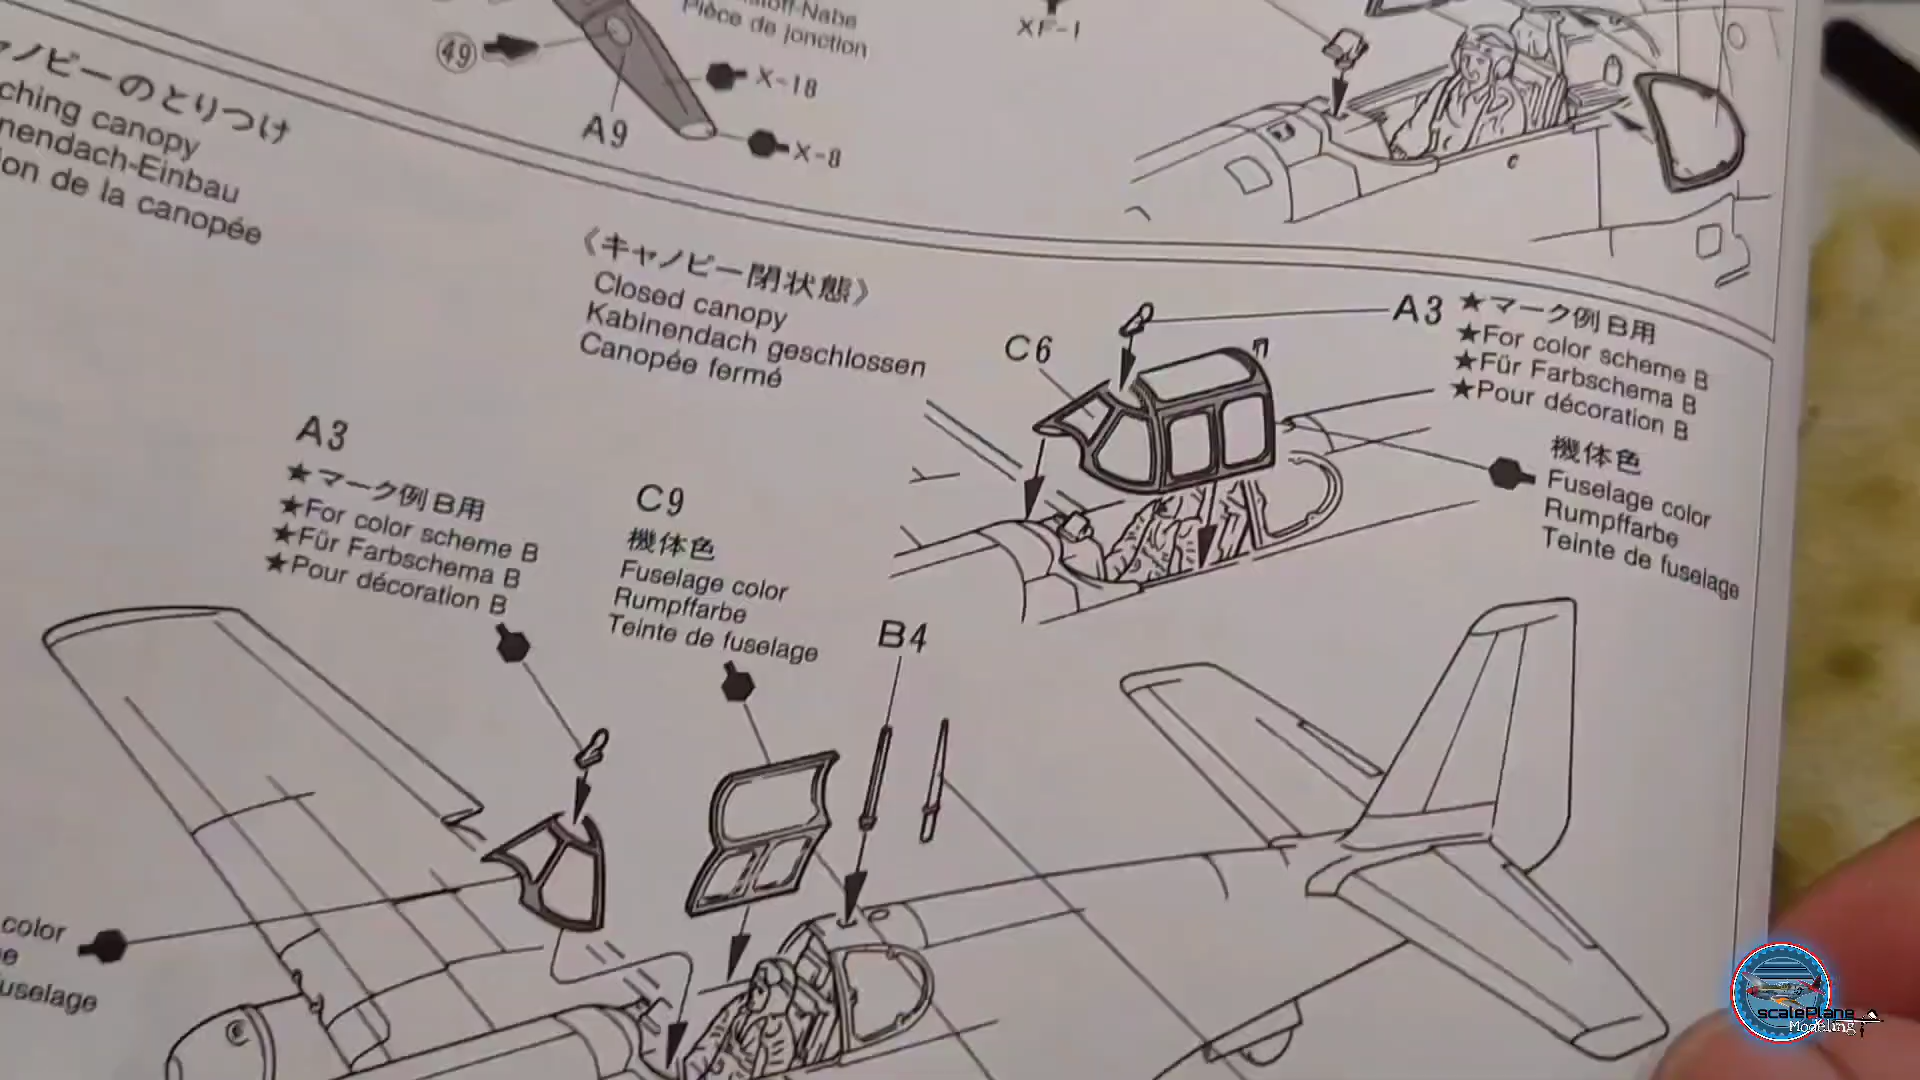 49
A9
X-18
X-8
-Nabe
Pièce de jonction
XF-1
ノピーのとりつけ
ching canopy
nendach-Einbau
on de la canopée
《キャノピー閉状態》
Closed canopy
Kabinendach geschlossen
Canopée fermé
C6
A3
★マーク例B用
★For color scheme B
★Für Farbschema B
★Pour décoration B
機体色
Fuselage color
Rumpffarbe
Teinte de fuselage
A3
★マーク例B用
★For color scheme B
★Für Farbschema B
★Pour décoration B
C9
機体色
Fuselage color
Rumpffarbe
Teinte de fuselage
B4
color
e
uselage
scalePlane
Modeling